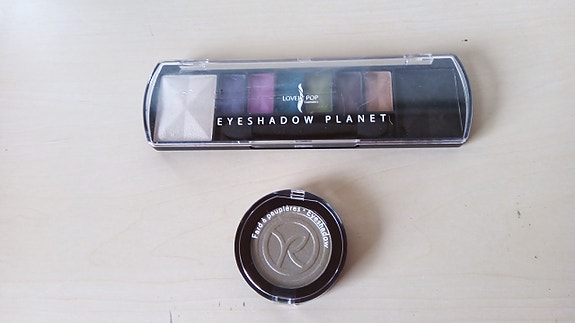 LOVELY POP
EYESHADOW PLANET
Fard à paupières • Eyeshadow